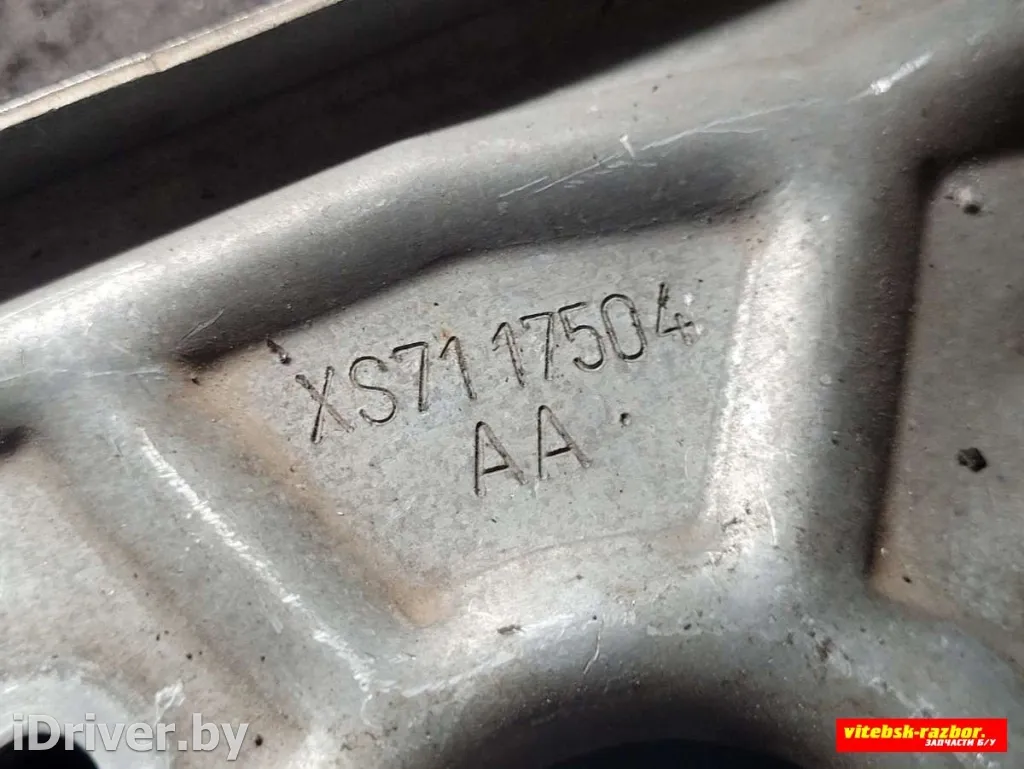 XS71 17504
AA
iDriver.by
vitebsk-razbor.
ЗАПЧАСТИ Б/У